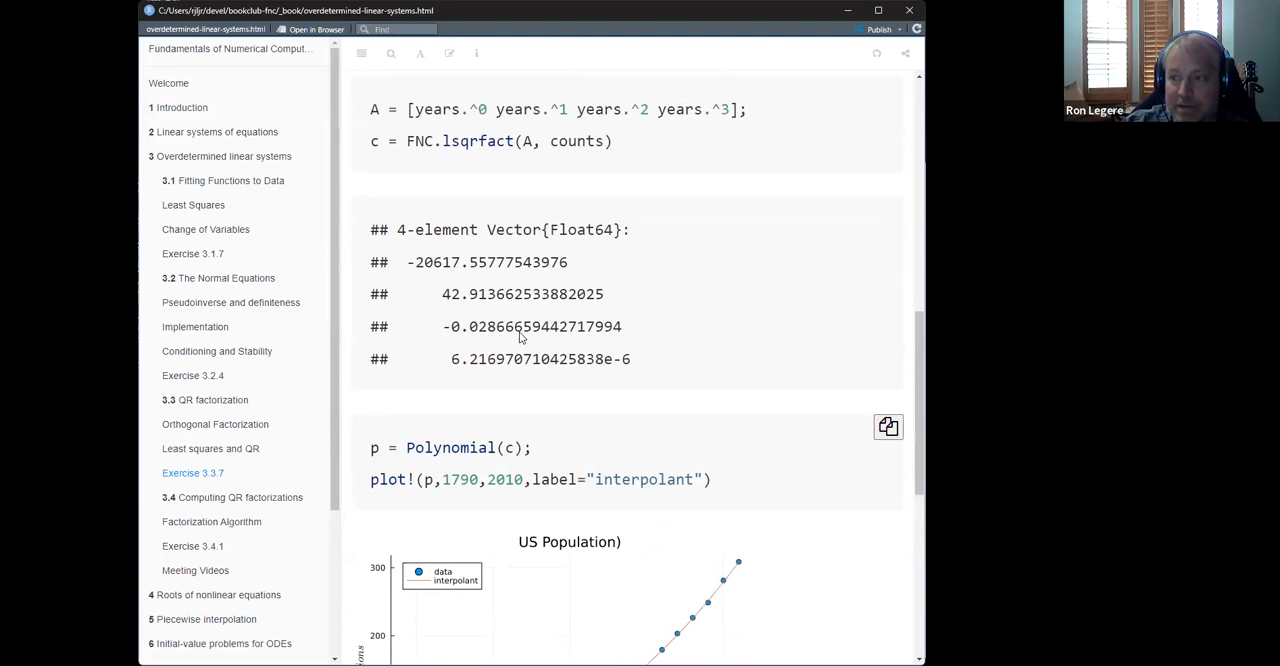 C:/Users/rjljr/devel/bookclub-fnc/_book/overdetermined-linear-systems.html
overdetermined-linear-systems.html
Open in Browser
Find
Publish
Fundamentals of Numerical Comput...
Welcome
1 Introduction
2 Linear systems of equations
3 Overdetermined linear systems
3.1 Fitting Functions to Data
Least Squares
Change of Variables
Exercise 3.1.7
3.2 The Normal Equations
Pseudoinverse and definiteness
Implementation
Conditioning and Stability
Exercise 3.2.4
3.3 QR factorization
Orthogonal Factorization
Least squares and QR
Exercise 3.3.7
3.4 Computing QR factorizations
Factorization Algorithm
Exercise 3.4.1
Meeting Videos
4 Roots of nonlinear equations
5 Piecewise interpolation
6 Initial-value problems for ODEs
A = [years.^0 years.^1 years.^2 years.^3];
c = FNC.lsqrfact(A, counts)
## 4-element Vector{Float64}:
## -20617.55777543976
## 42.913662533882025
## -0.02866659442717994
## 6.216970710425838e-6
p = Polynomial(c);
plot!(p,1790,2010,label="interpolant")
US Population)
300
200
data
interpolant
Ron Legere